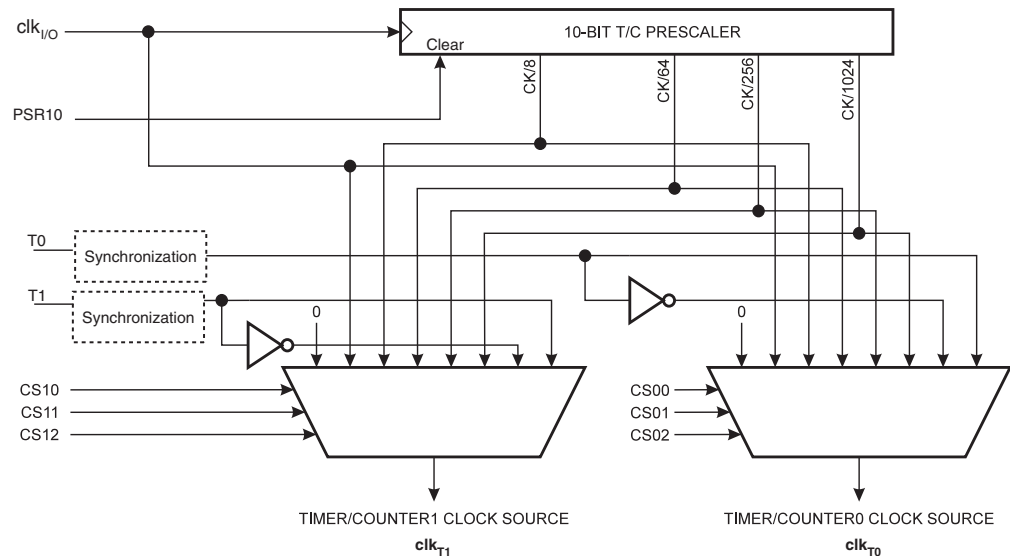 clkI/O
10-BIT T/C PRESCALER
Clear
PSR10
CK/8
CK/64
CK/256
CK/1024
T0
Synchronization
T1
Synchronization
0
0
CS10
CS11
CS12
CS00
CS01
CS02
TIMER/COUNTER1 CLOCK SOURCE
clkT1
TIMER/COUNTER0 CLOCK SOURCE
clkT0